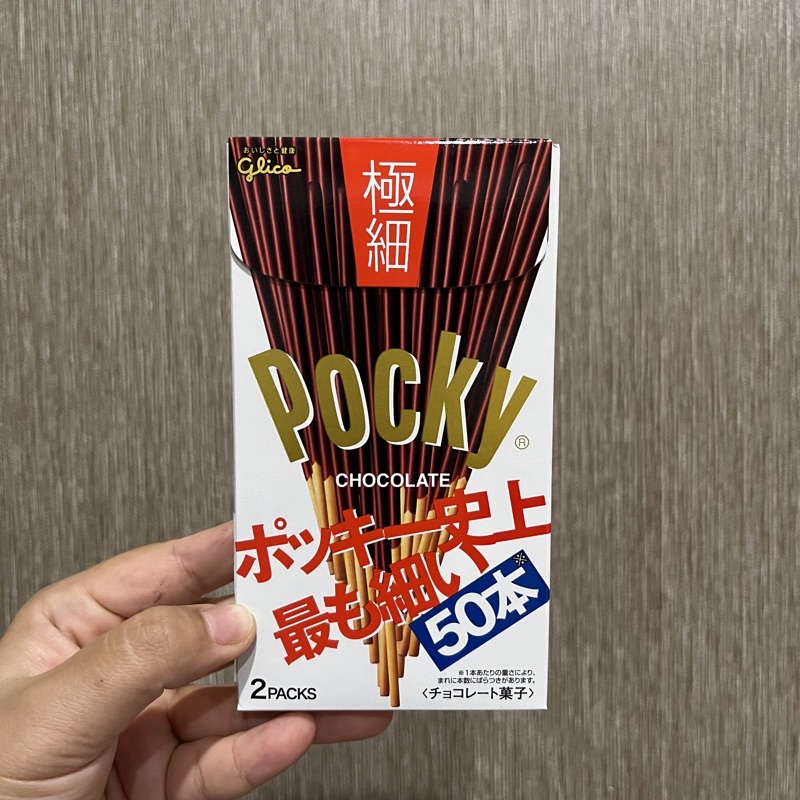 おいしさと健康
Glico
極細
Pocky®
CHOCOLATE
ポッキー史上
最も細い
50本※
※1本あたりの重さにより、
まれに本数にばらつきがあります。
2PACKS
〈チョコレート菓子〉